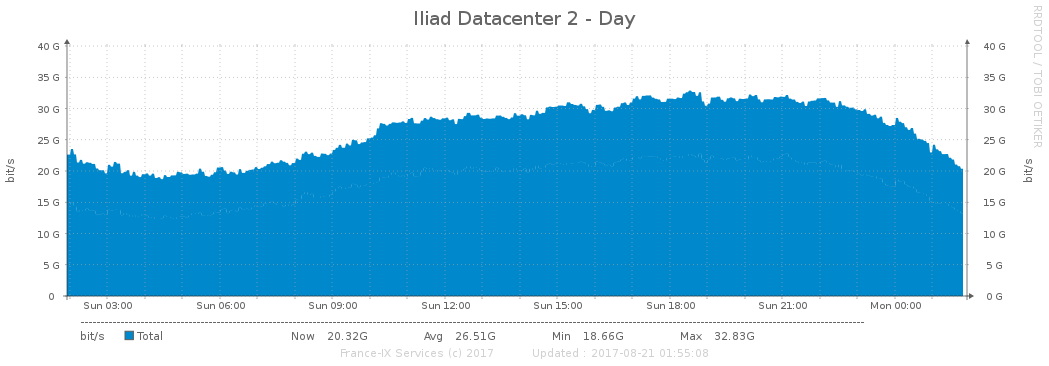 Iliad Datacenter 2 - Day
RRDTOOL / TOBI OETIKER
40 G 40 G
35 G 35 G
30 G 30 G
25 G 25 G
20 G 20 G
15 G 15 G
10 G 10 G
5 G 5 G
0 0 G
bit/s bit/s
Sun 03:00 Sun 06:00 Sun 09:00 Sun 12:00 Sun 15:00 Sun 18:00 Sun 21:00 Mon 00:00
bit/s Total Now 20.32G Avg 26.51G Min 18.66G Max 32.83G
France-IX Services (c) 2017 Updated : 2017-08-21 01:55:08